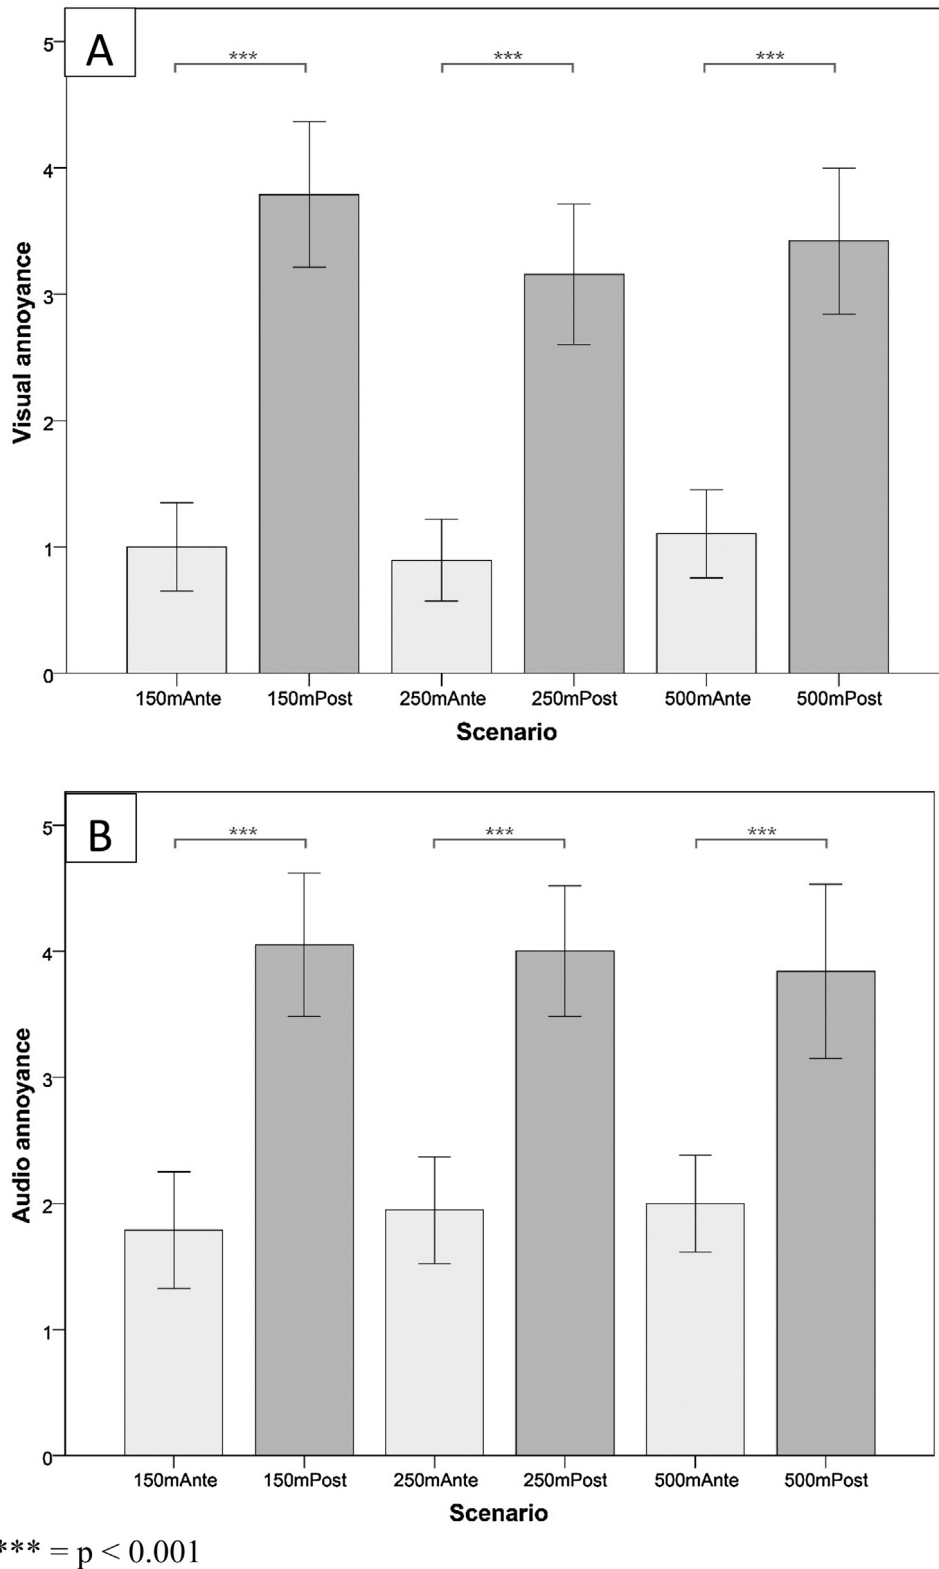 A
5
***
***
***
4
3
2
1
0
Visual annoyance
150mAnte
150mPost
250mAnte
250mPost
500mAnte
500mPost
Scenario
B
5
***
***
***
4
3
2
1
0
Audio annoyance
150mAnte
150mPost
250mAnte
250mPost
500mAnte
500mPost
Scenario
*** = p < 0.001